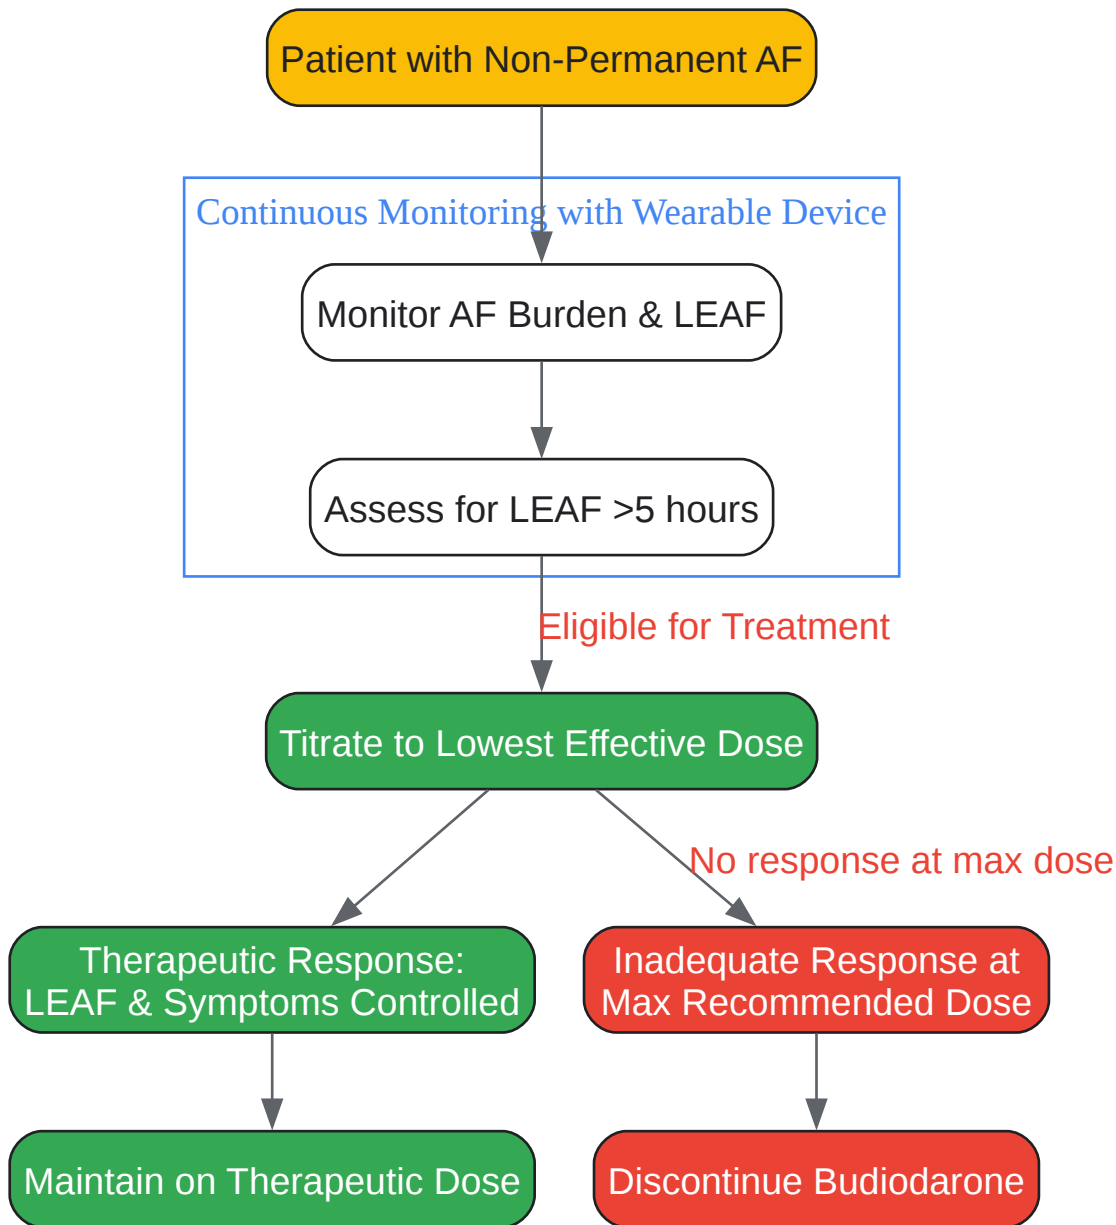 Patient with Non-Permanent AF
Continuous Monitoring with Wearable Device
Monitor AF Burden & LEAF
Assess for LEAF >5 hours
Eligible for Treatment
Titrate to Lowest Effective Dose
No response at max dose
Therapeutic Response:
LEAF & Symptoms Controlled
Inadequate Response at
Max Recommended Dose
Maintain on Therapeutic Dose
Discontinue Budiodarone